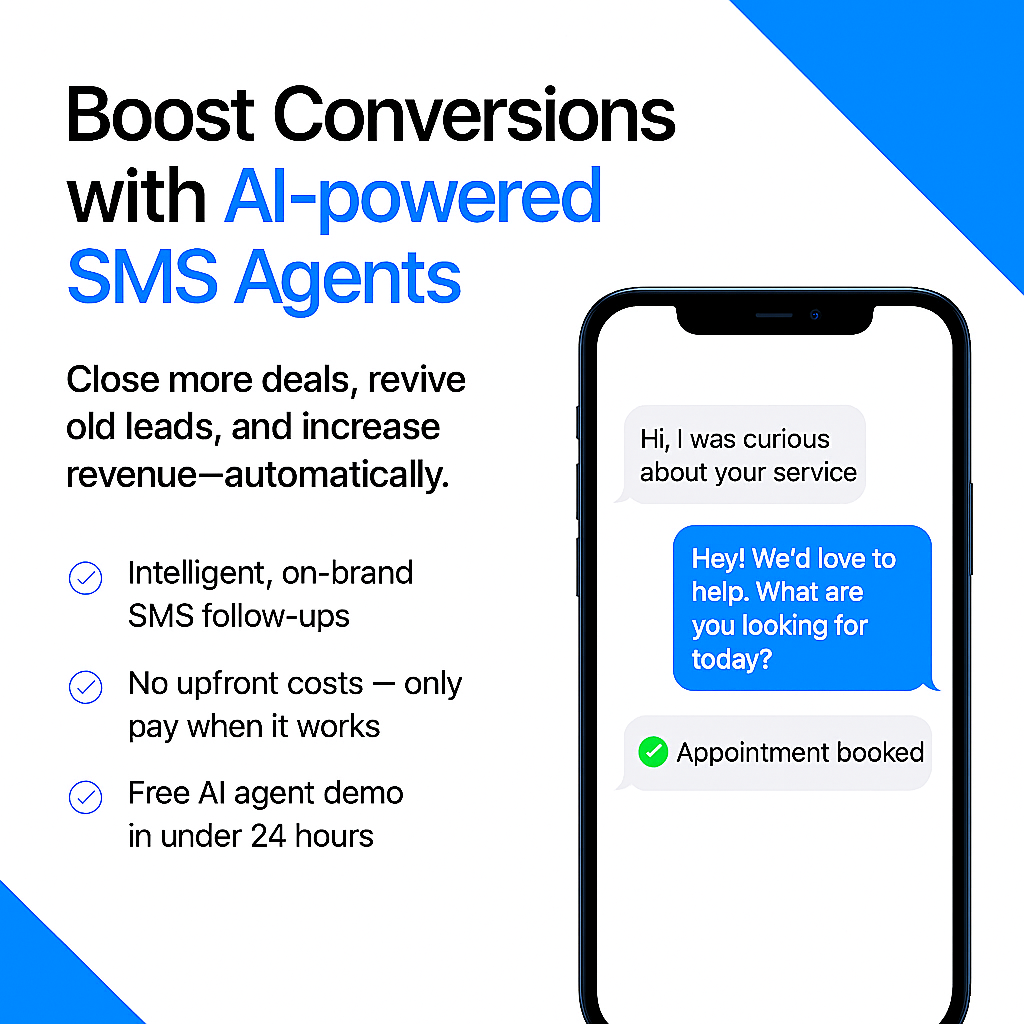 Boost Conversions
with AI-powered
SMS Agents
Close more deals, revive
old leads, and increase
revenue—automatically.
Intelligent, on-brand
SMS follow-ups
No upfront costs — only
pay when it works
Free AI agent demo
in under 24 hours
Hi, I was curious
about your service
Hey! We'd love to
help. What are
you looking for
today?
Appointment booked